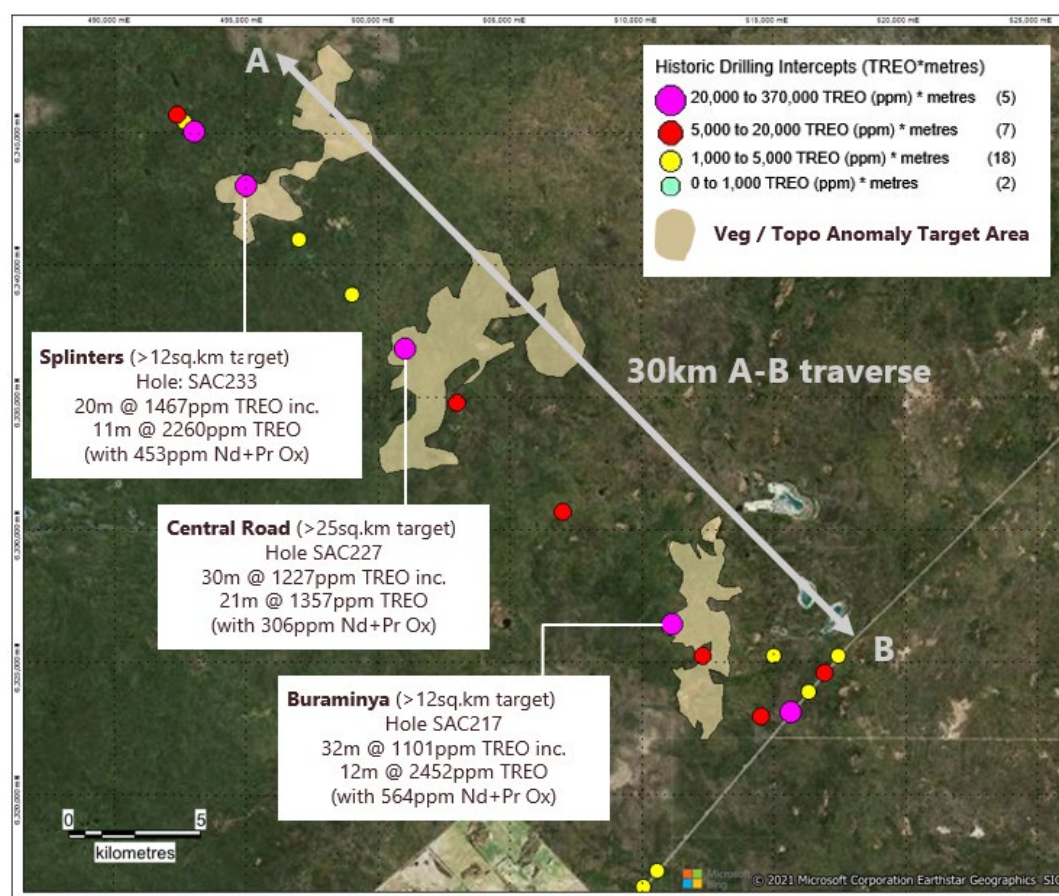 490,000 mE
495,000 mE
500,000 mE
505,000 mE
510,000 mE
515,000 mE
520,000 mE
525,000 mE
A
Historic Drilling Intercepts (TREO*metres)
20,000 to 370,000 TREO (ppm) * metres (5)
5,000 to 20,000 TREO (ppm) * metres (7)
1,000 to 5,000 TREO (ppm) * metres (18)
0 to 1,000 TREO (ppm) * metres (2)
Veg / Topo Anomaly Target Area
Splinters (>12sq.km target)
Hole: SAC233
20m @ 1467ppm TREO inc.
11m @ 2260ppm TREO
(with 453ppm Nd+Pr Ox)
30km A-B traverse
Central Road (>25sq.km target)
Hole SAC227
30m @ 1227ppm TREO inc.
21m @ 1357ppm TREO
(with 306ppm Nd+Pr Ox)
B
Buraminya (>12sq.km target)
Hole SAC217
32m @ 1101ppm TREO inc.
12m @ 2452ppm TREO
(with 564ppm Nd+Pr Ox)
0 5
kilometres
Microsoft
Bing
© 2021 Microsoft Corporation Earthstar Geographics SIO